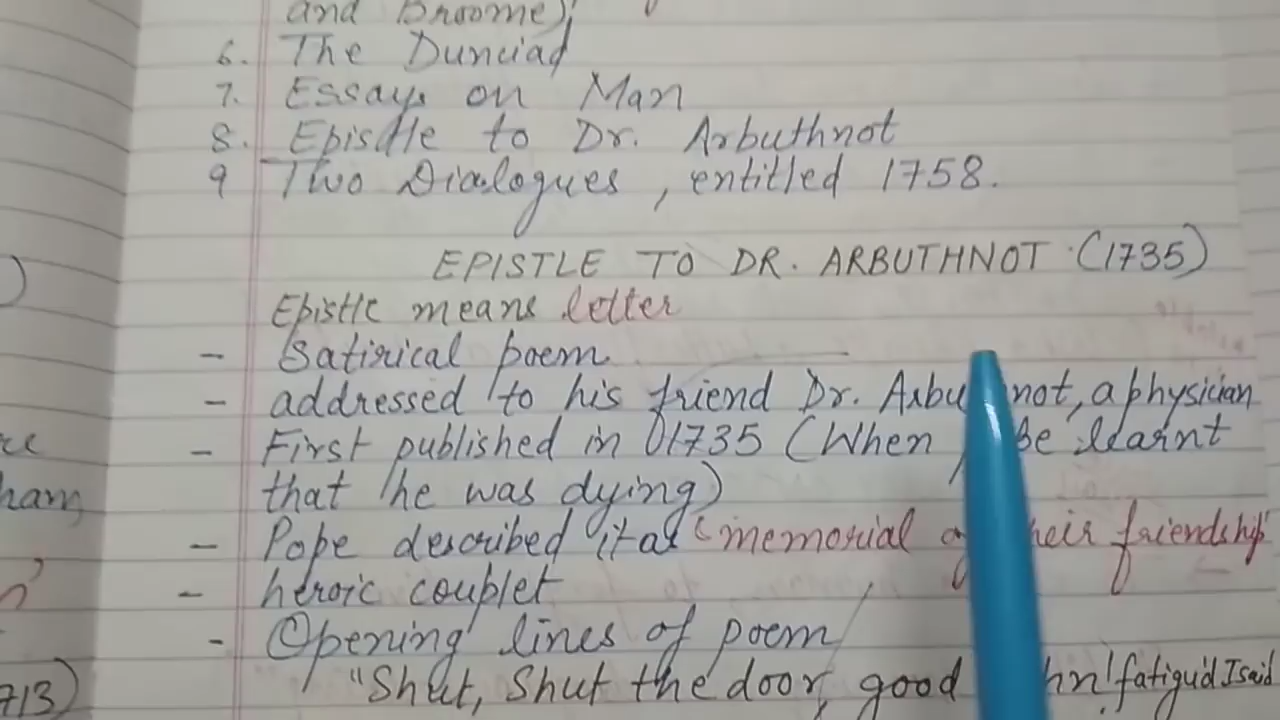 and Broome)
6. The Dunciad
7. Essays on Man
8. Epistle to Dr. Arbuthnot
9 Two Dialogues, entitled 1758.
EPISTLE TO DR. ARBUTHNOT (1735)
)
Epistle means letter
- Satirical poem
- addressed to his friend Dr. Arbu not, a physician
- First published in 1735 (When be learnt
that he was dying)
- Pope described it as "memorial heir friendship"
- heroic couplet
- Opening lines of poem
713) "Shut, Shut the door, good hn! fatigu'd I said